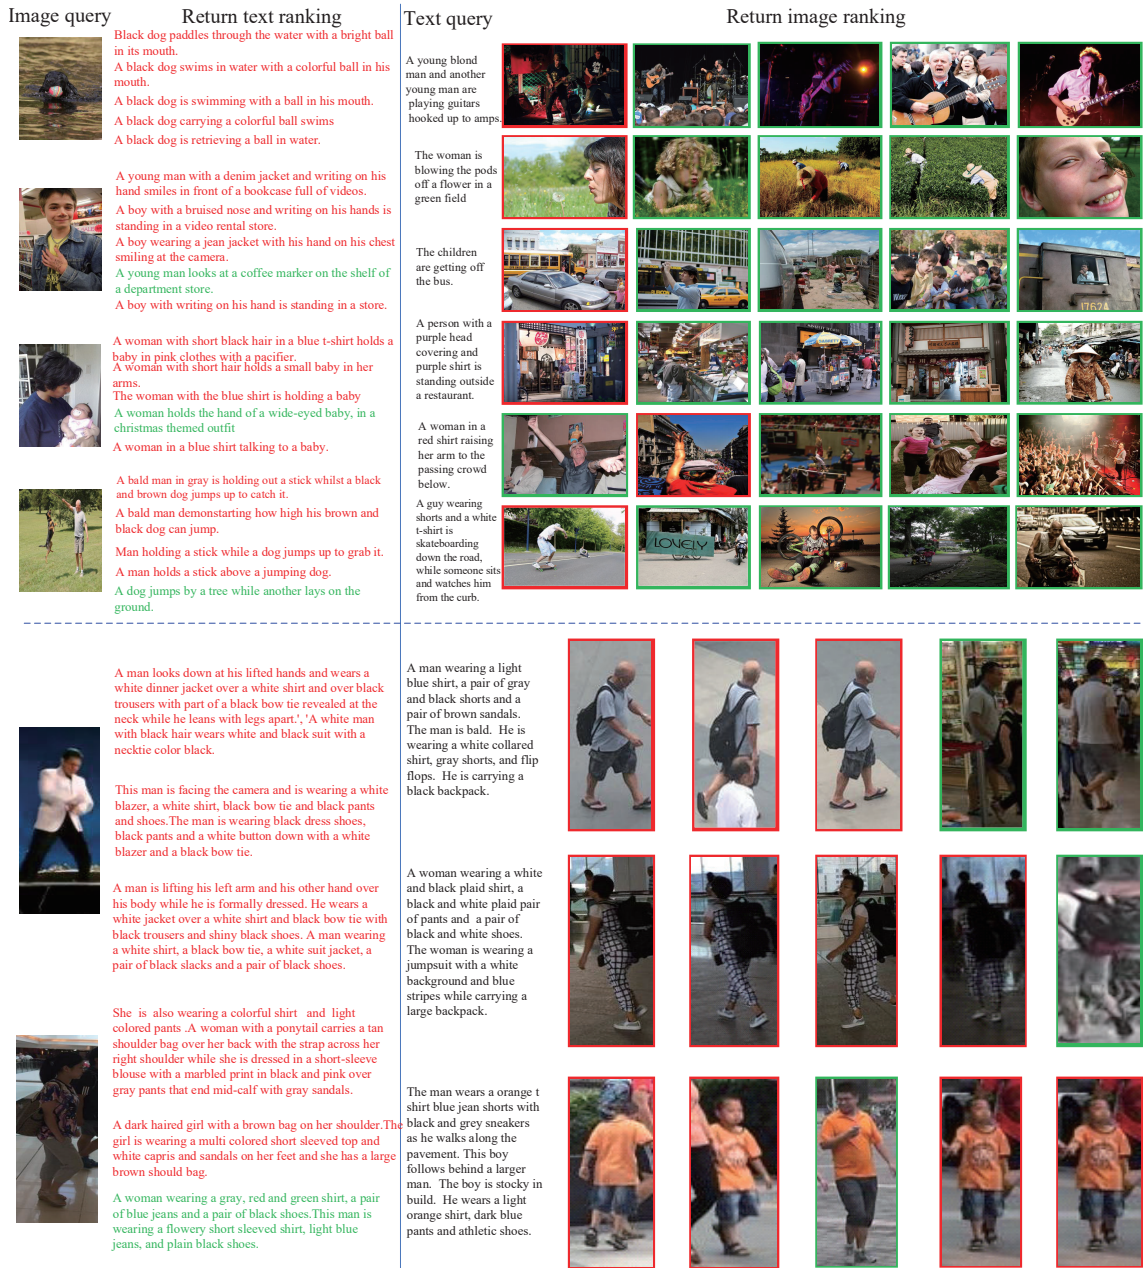 Image query
Return text ranking
Text query
Return image ranking
Black dog paddles through the water with a bright ball
in its mouth.
A black dog swims in water with a colorful ball in his
mouth.
A black dog is swimming with a ball in his mouth.
A black dog carrying a colorful ball swims
A black dog is retrieving a ball in water.
A young man with a denim jacket and writing on his
hand smiles in front of a bookcase full of videos.
A boy with a bruised nose and writing on his hands is
standing in a video rental store.
A boy wearing a jean jacket with his hand on his chest
smiling at the camera.
A young man looks at a coffee marker on the shelf of
a department store.
A boy with writing on his hand is standing in a store.
A woman with short black hair in a blue t-shirt holds a
baby in pink clothes with a pacifier.
A woman with short hair holds a small baby in her
arms.
The woman with the blue shirt is holding a baby
A woman holds the hand of a wide-eyed baby, in a
christmas themed outfit
A woman in a blue shirt talking to a baby.
A bald man in gray is holding out a stick whilst a black
and brown dog jumps up to catch it.
A bald man demonstarting how high his brown and
black dog can jump.
Man holding a stick while a dog jumps up to grab it.
A man holds a stick above a jumping dog.
A dog jumps by a tree while another lays on the
ground.
A young blond
man and another
young man are
playing guitars
hooked up to amps.
The woman is
blowing the pods
off a flower in a
green field
The children
are getting off
the bus.
1762A
A person with a
purple head
covering and
purple shirt is
standing outside
a restaurant.
A woman in a
red shirt raising
her arm to the
passing crowd
below.
A guy wearing
shorts and a white
t-shirt is
skateboarding
down the road,
while someone sits
and watches him
from the curb.
LOVELY
A man looks down at his lifted hands and wears a
white dinner jacket over a white shirt and over black
trousers with part of a black bow tie revealed at the
neck while he leans with legs apart.', 'A white man
with black hair wears white and black suit with a
necktie color black.
This man is facing the camera and is wearing a white
blazer, a white shirt, black bow tie and black pants
and shoes.The man is wearing black dress shoes,
black pants and a white button down with a white
blazer and a black bow tie.
A man is lifting his left arm and his other hand over
his body while he is formally dressed. He wears a
white jacket over a white shirt and black bow tie with
black trousers and shiny black shoes. A man wearing
a white shirt, a black bow tie, a white suit jacket, a
pair of black slacks and a pair of black shoes.
She is also wearing a colorful shirt and light
colored pants .A woman with a ponytail carries a tan
shoulder bag over her back with the strap across her
right shoulder while she is dressed in a short-sleeve
blouse with a marbled print in black and pink over
gray pants that end mid-calf with gray sandals.
A dark haired girl with a brown bag on her shoulder.The
girl is wearing a multi colored short sleeved top and
white capris and sandals on her feet and she has a large
brown should bag.
A woman wearing a gray, red and green shirt, a pair
of blue jeans and a pair of black shoes.This man is
wearing a flowery short sleeved shirt, light blue
jeans, and plain black shoes.
A man wearing a light
blue shirt, a pair of gray
and black shorts and a
pair of brown sandals.
The man is bald. He is
wearing a white collared
shirt, gray shorts, and flip
flops. He is carrying a
black backpack.
A woman wearing a white
and black plaid shirt, a
black and white plaid pair
of pants and a pair of
black and white shoes.
The woman is wearing a
jumpsuit with a white
background and blue
stripes while carrying a
large backpack.
The man wears a orange t
shirt blue jean shorts with
black and grey sneakers
as he walks along the
pavement. This boy
follows behind a larger
man. The boy is stocky in
build. He wears a light
orange shirt, dark blue
pants and athletic shoes.